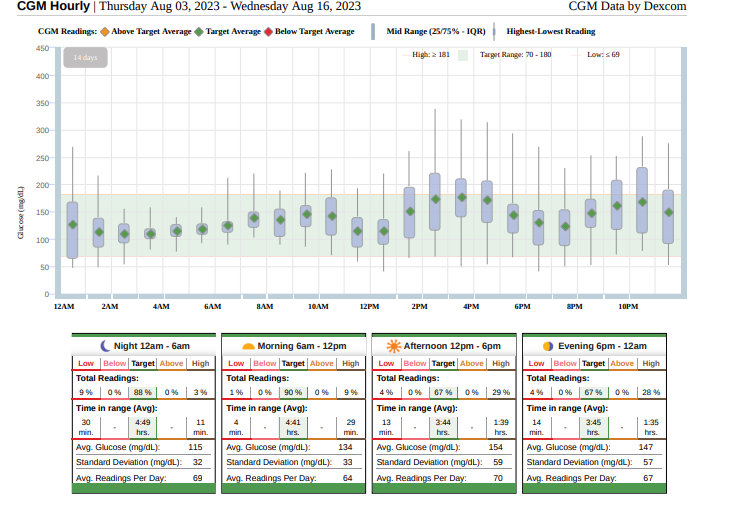 CGM Hourly | Thursday Aug 03, 2023 - Wednesday Aug 16, 2023 CGM Data by Dexcom
CGM Readings: Above Target Average Target Average Below Target Average Mid Range (25/75% - IQR) Highest-Lowest Reading
14 days High: ≥ 181 Target Range: 70 - 180 Low: ≤ 69
Glucose (mg/dL)
450
400
350
300
250
200
150
100
50
0
12AM 2AM 4AM 6AM 8AM 10AM 12PM 2PM 4PM 6PM 8PM 10PM
Night 12am - 6am
Low Below Target Above High
Total Readings:
9 % 0 % 88 % 0 % 3 %
Time in range (Avg):
30 min. - 4:49 hrs. - 11 min.
Avg. Glucose (mg/dL): 115
Standard Deviation (mg/dL): 32
Avg. Readings Per Day: 69
Morning 6am - 12pm
Low Below Target Above High
Total Readings:
1 % 0 % 90 % 0 % 9 %
Time in range (Avg):
4 min. - 4:41 hrs. - 29 min.
Avg. Glucose (mg/dL): 134
Standard Deviation (mg/dL): 33
Avg. Readings Per Day: 64
Afternoon 12pm - 6pm
Low Below Target Above High
Total Readings:
4 % 0 % 67 % 0 % 29 %
Time in range (Avg):
13 min. - 3:44 hrs. - 1:39 hrs.
Avg. Glucose (mg/dL): 154
Standard Deviation (mg/dL): 59
Avg. Readings Per Day: 70
Evening 6pm - 12am
Low Below Target Above High
Total Readings:
4 % 0 % 67 % 0 % 28 %
Time in range (Avg):
14 min. - 3:45 hrs. - 1:35 hrs.
Avg. Glucose (mg/dL): 147
Standard Deviation (mg/dL): 57
Avg. Readings Per Day: 67